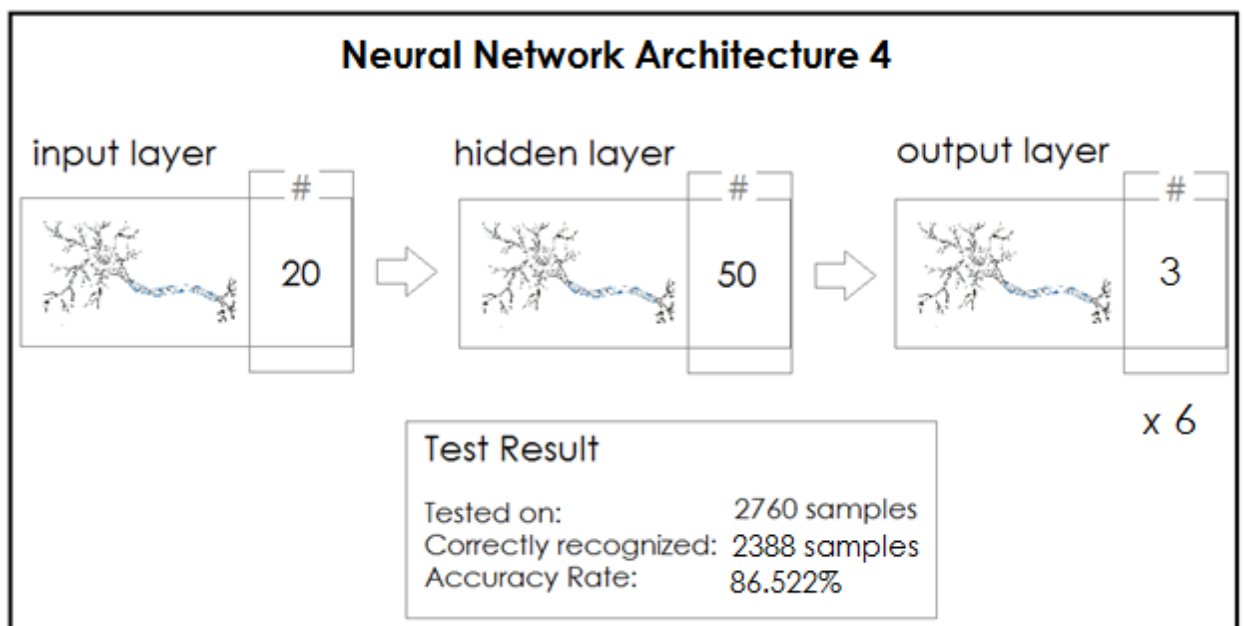 Neural Network Architecture 4
input layer
hidden layer
output layer
#
#
#
20
50
3
x 6
Test Result
Tested on: 2760 samples
Correctly recognized: 2388 samples
Accuracy Rate: 86.522%